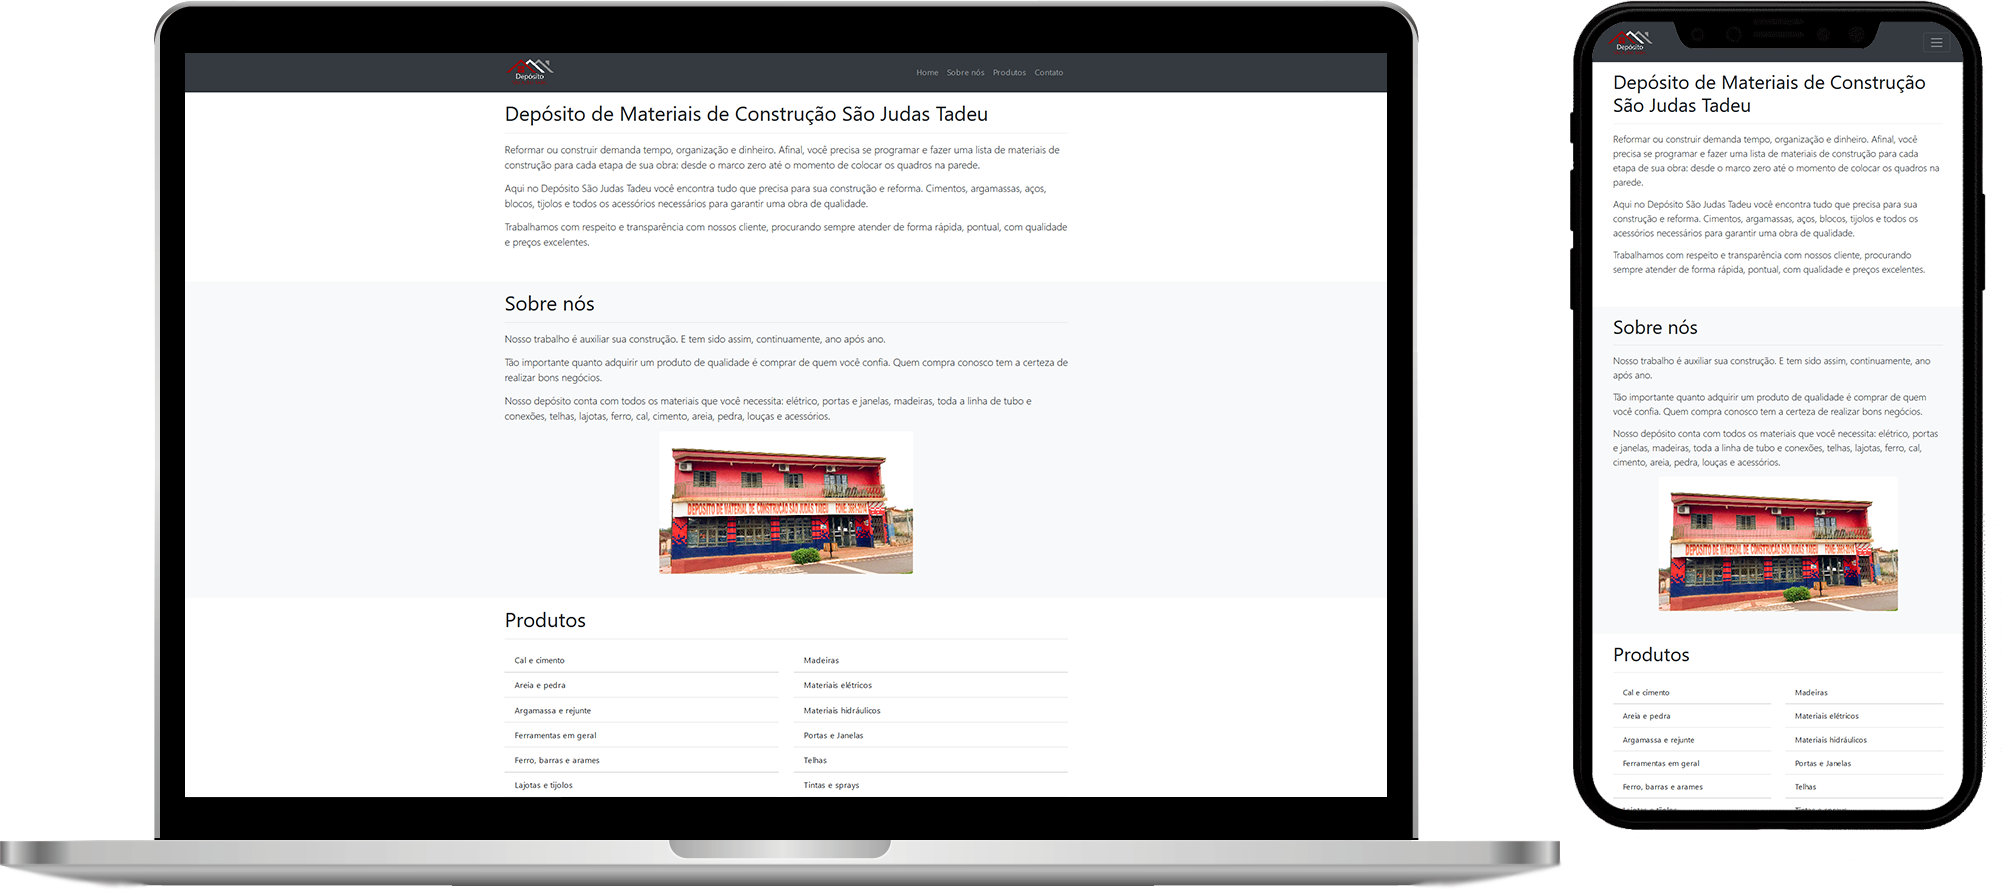 Depósito
Home Sobre nós Produtos Contato
Depósito de Materiais de Construção São Judas Tadeu
Reformar ou construir demanda tempo, organização e dinheiro. Afinal, você precisa se programar e fazer uma lista de materiais de
construção para cada etapa de sua obra: desde o marco zero até o momento de colocar os quadros na parede.
Aqui no Depósito São Judas Tadeu você encontra tudo que precisa para sua construção e reforma. Cimentos, argamassas, aços,
blocos, tijolos e todos os acessórios necessários para garantir uma obra de qualidade.
Trabalhamos com respeito e transparência com nossos cliente, procurando sempre atender de forma rápida, pontual, com qualidade
e preços excelentes.
Sobre nós
Nosso trabalho é auxiliar sua construção. E tem sido assim, continuamente, ano após ano.
Tão importante quanto adquirir um produto de qualidade é comprar de quem você confia. Quem compra conosco tem a certeza de
realizar bons negócios.
Nosso depósito conta com todos os materiais que você necessita: elétrico, portas e janelas, madeiras, toda a linha de tubo e
conexões, telhas, lajotas, ferro, cal, cimento, areia, pedra, louças e acessórios.
DEPOSITO DE MATERIAL DE CONSTRUCAO SAO JUDAS TADEU
Produtos
Cal e cimento Madeiras
Areia e pedra Materiais elétricos
Argamassa e rejunte Materiais hidráulicos
Ferramentas em geral Portas e Janelas
Ferro, barras e arames Telhas
Lajotas e tijolos Tintas e sprays
Depósito
Depósito de Materiais de Construção
São Judas Tadeu
Reformar ou construir demanda tempo, organização e dinheiro. Afinal, você
precisa se programar e fazer uma lista de materiais de construção para cada
etapa de sua obra: desde o marco zero até o momento de colocar os quadros na
parede.
Aqui no Depósito São Judas Tadeu você encontra tudo que precisa para sua
construção e reforma. Cimentos, argamassas, aços, blocos, tijolos e todos os
acessórios necessários para garantir uma obra de qualidade.
Trabalhamos com respeito e transparência com nossos cliente, procurando
sempre atender de forma rápida, pontual, com qualidade e preços excelentes.
Sobre nós
Nosso trabalho é auxiliar sua construção. E tem sido assim, continuamente, ano
após ano.
Tão importante quanto adquirir um produto de qualidade é comprar de quem
você confia. Quem compra conosco tem a certeza de realizar bons negócios.
Nosso depósito conta com todos os materiais que você necessita: elétrico, portas
e janelas, madeiras, toda a linha de tubo e conexões, telhas, lajotas, ferro, cal,
cimento, areia, pedra, louças e acessórios.
DEPOSITO DE MATERIAL DE CONSTRUCAO SAO JUDAS TADEU
Produtos
Cal e cimento Madeiras
Areia e pedra Materiais elétricos
Argamassa e rejunte Materiais hidráulicos
Ferramentas em geral Portas e Janelas
Ferro, barras e arames Telhas